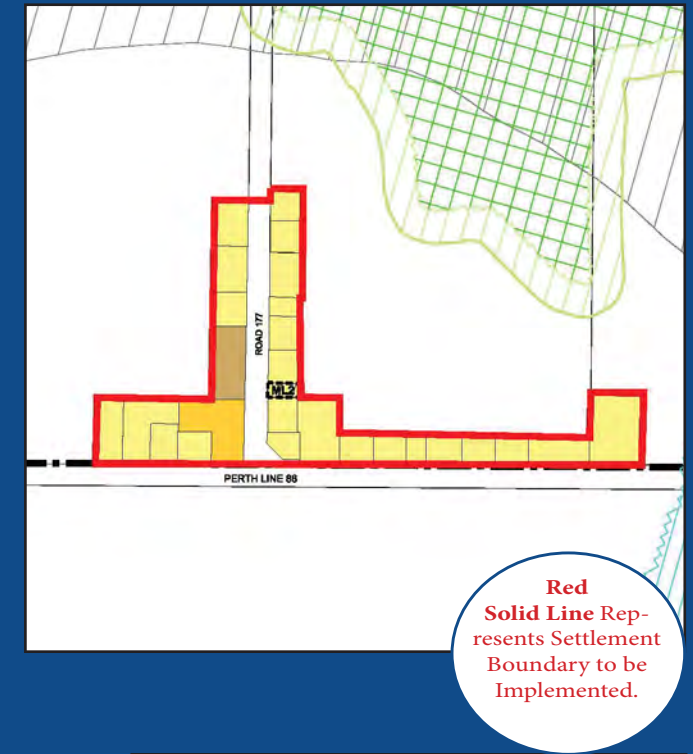 ROAD 177
ML2
PERTH LINE 86
Red
Solid Line Rep-
resents Settlement
Boundary to be
Implemented.